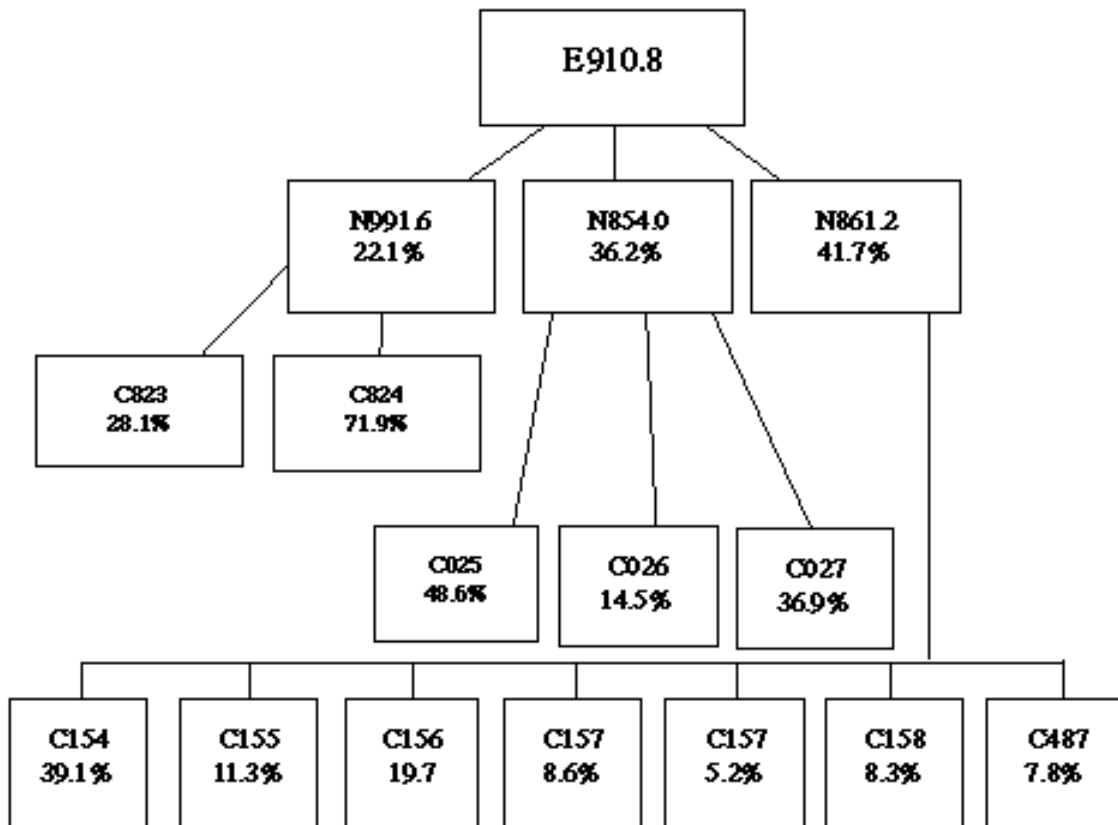 E910.8
N991.6
22.1%
N854.0
36.2%
N861.2
41.7%
C823
28.1%
C824
71.9%
C025
48.6%
C026
14.5%
C027
36.9%
C154
39.1%
C155
11.3%
C156
19.7
C157
8.6%
C157
5.2%
C158
8.3%
C487
7.8%